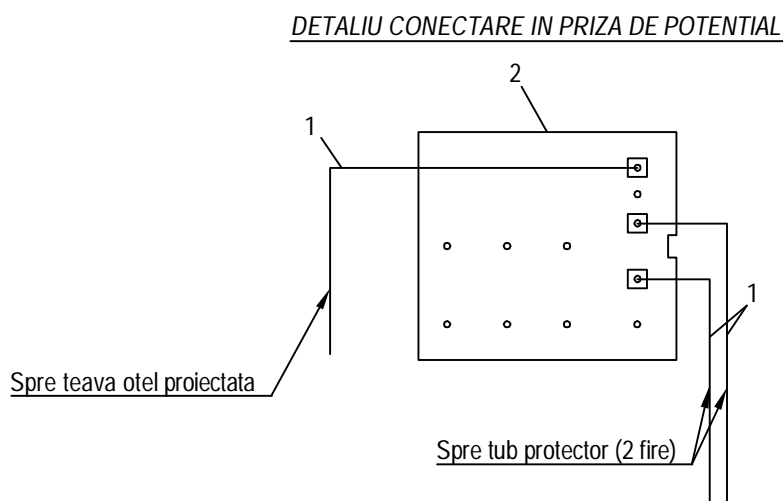 DETALIU CONECTARE IN PRIZA DE POTENTIAL
2
1
1
Spre teava otel proiectata
Spre tub protector (2 fire)